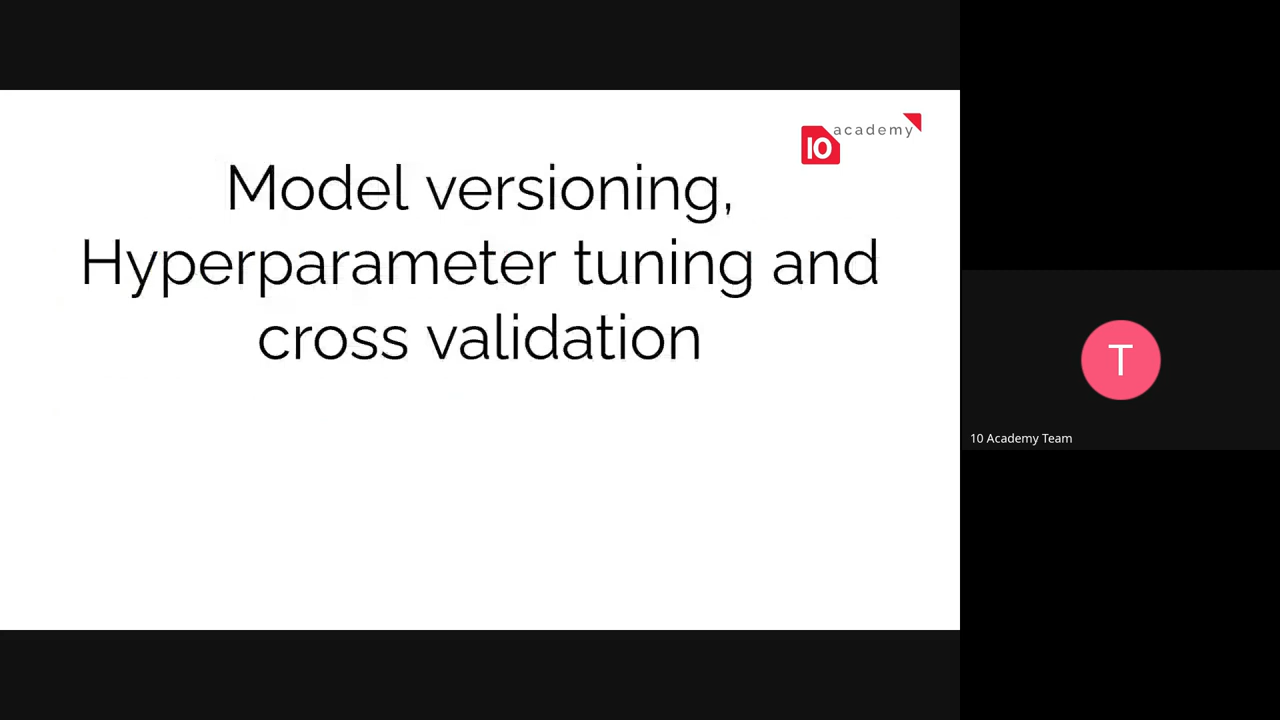 10 academy
Model versioning,
Hyperparameter tuning and
cross validation
T
10 Academy Team